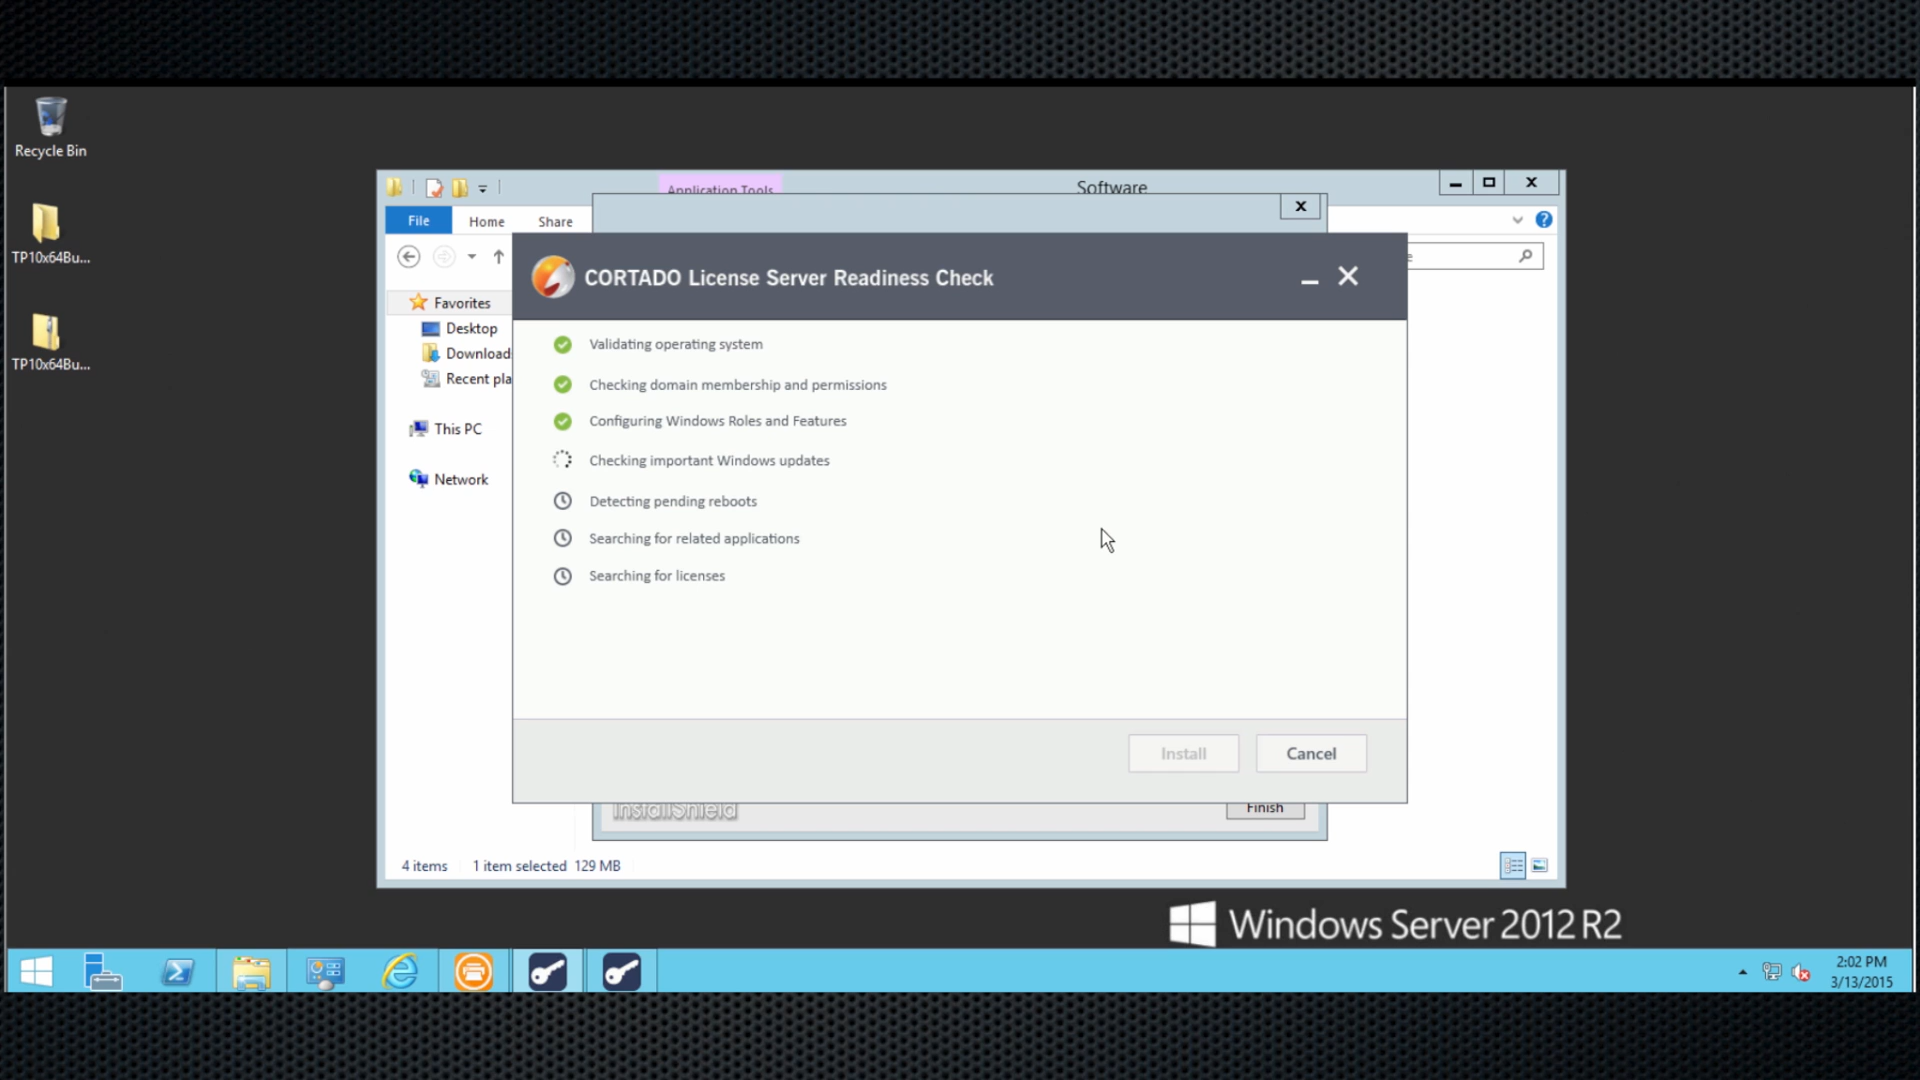 Recycle Bin
TP10x64Bu...
TP10x64Bu...
Application Tools
Software
File
Home
Share
Favorites
Desktop
Download
Recent pla
This PC
Network
e
CORTADO License Server Readiness Check
Validating operating system
Checking domain membership and permissions
Configuring Windows Roles and Features
Checking important Windows updates
Detecting pending reboots
Searching for related applications
Searching for licenses
Install
Cancel
InstallShield
Finish
4 items
1 item selected 129 MB
Windows Server 2012 R2
2:02 PM
3/13/2015